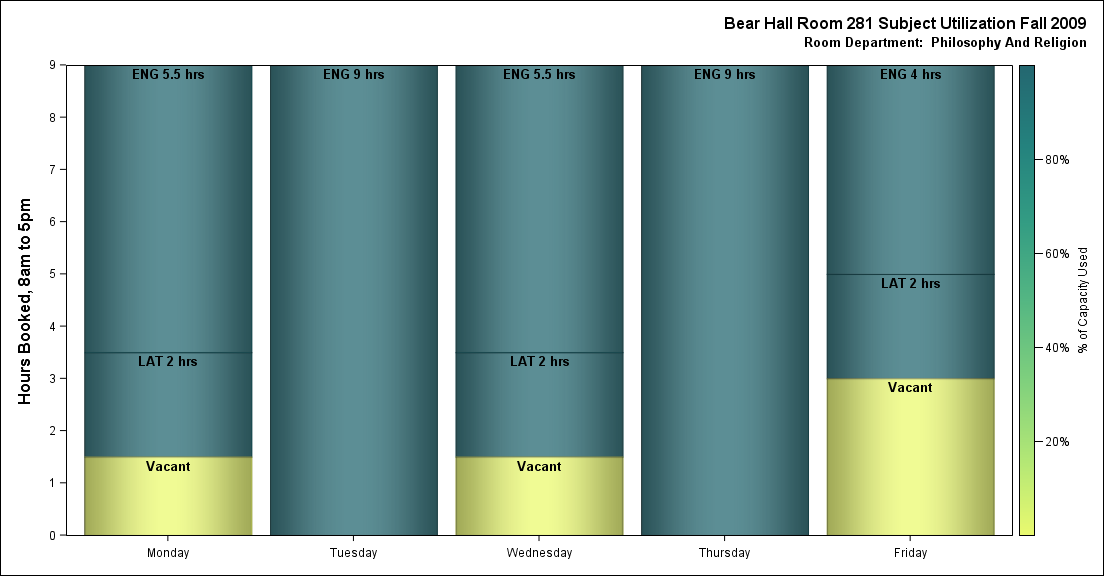 Bear Hall Room 281 Subject Utilization Fall 2009
Room Department:  Philosophy And Religion
Hours Booked, 8am to 5pm
9
8
7
6
5
4
3
2
1
0
ENG 5.5 hrs
LAT 2 hrs
Vacant
ENG 9 hrs
ENG 5.5 hrs
LAT 2 hrs
Vacant
ENG 9 hrs
ENG 4 hrs
LAT 2 hrs
Vacant
Monday
Tuesday
Wednesday
Thursday
Friday
80%
60%
40%
20%
% of Capacity Used